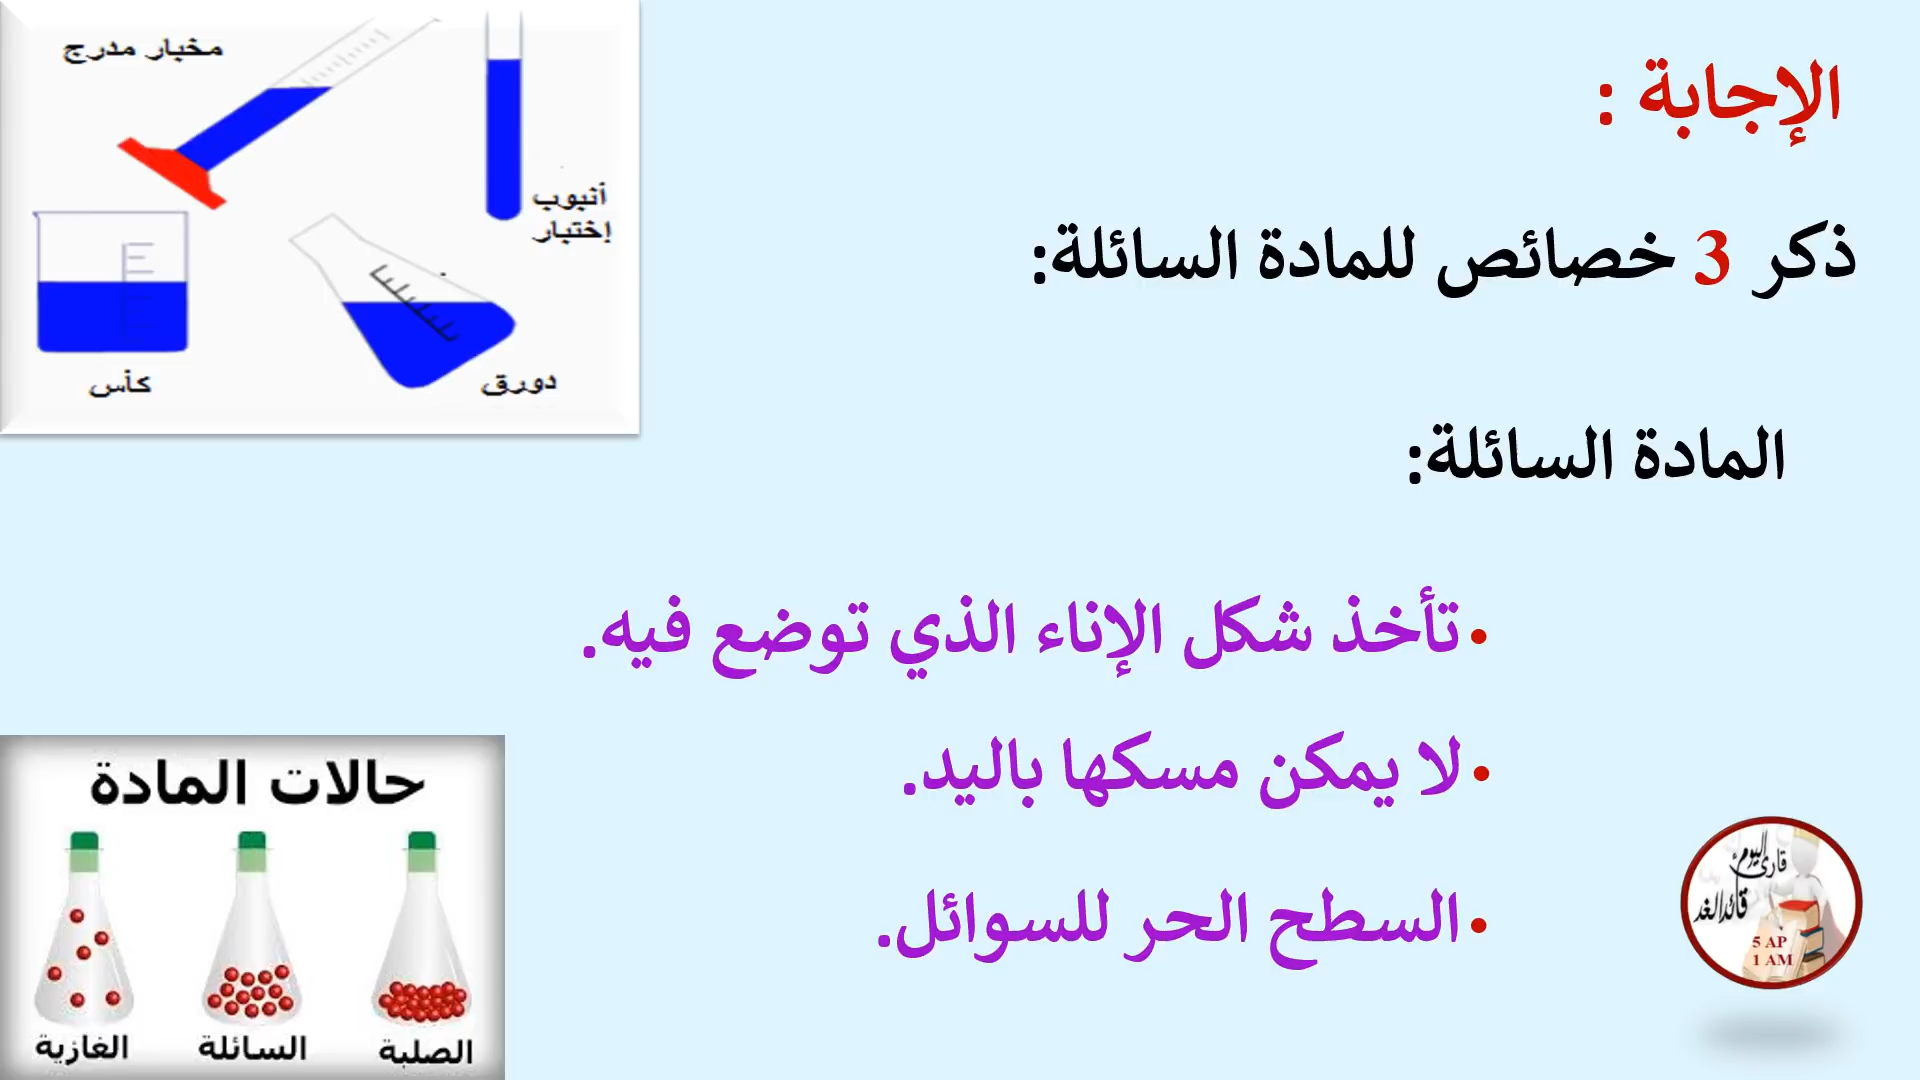 الإجابة :
ذكر 3 خصائص للمادة السائلة:
المادة السائلة:
•تأخذ شكل الإناء الذي توضع فيه.
•لا يمكن مسكها باليد.
•السطح الحر للسوائل.
مخبار مدرج
أنبوب
إختبار
كأس
دورق
حالات المادة
الصلبة
السائلة
الغازية
قارئ اليوم
قائد الغد
5 AP
1 AM